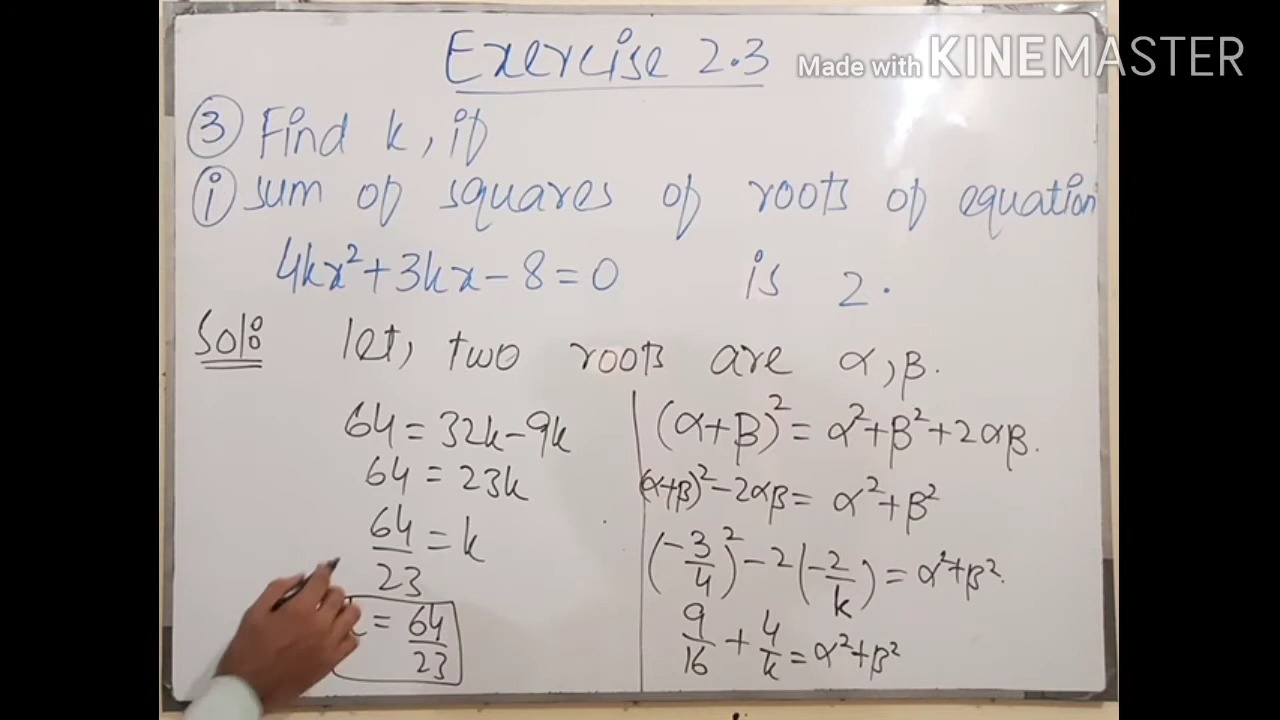 Exercise 2.3
Made with KINEMASTER
③ Find k, if
① sum of squares of roots of equation
4kx²+3kx-8=0 is 2.
Sol:
let, two roots are α,β.
64=32k-9k
64=23k
64/23=k
=64/23
(α+β)²=α²+β²+2αβ.
(α+β)²-2αβ=α²+β²
(-3/4)²-2(-2/k)=α²+β².
9/16+4/k=α²+β²